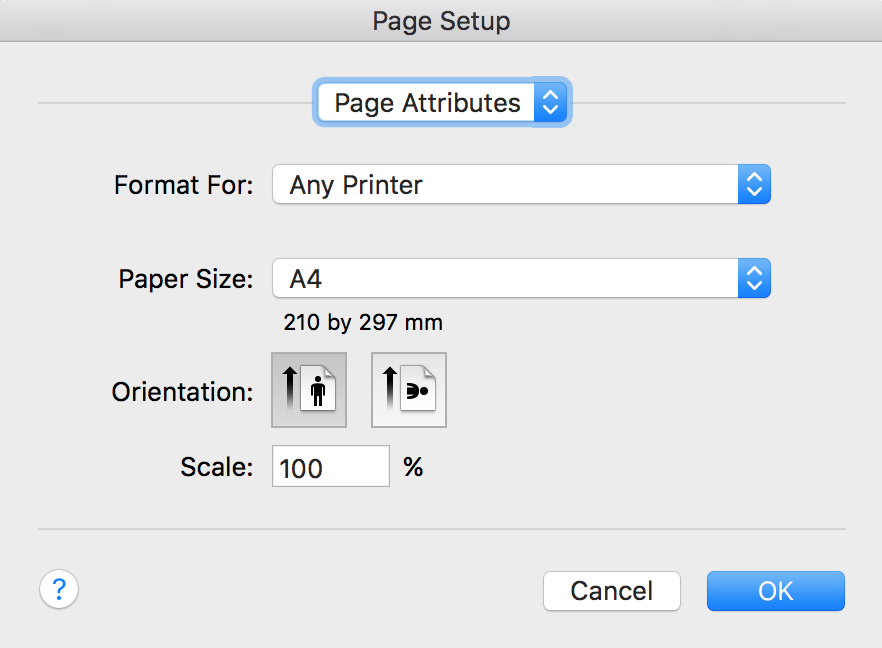 Page Setup
Page Attributes
Format For: Any Printer
Paper Size: A4
210 by 297 mm
Orientation:
Scale: 100 %
? Cancel OK